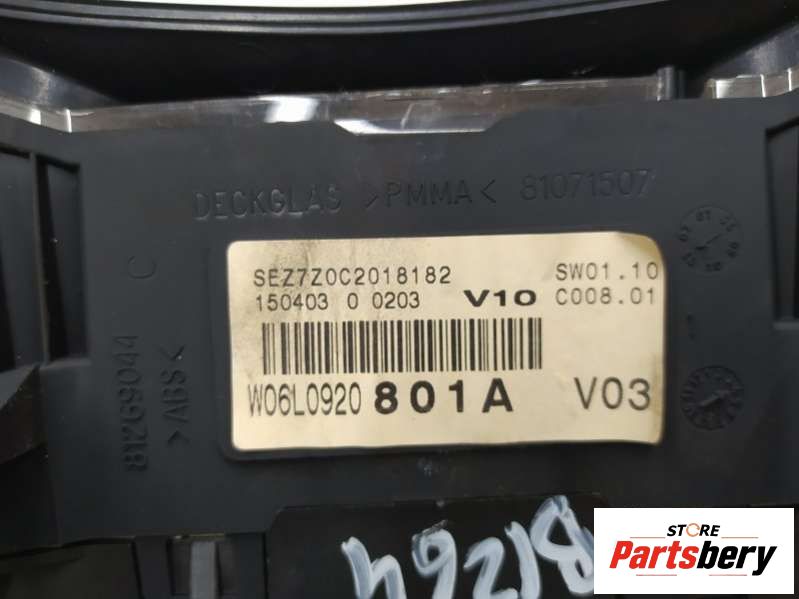 DECKGLAS >PMMA< 81071507
SEZ7Z0C2018182 SW01.10
150403 0 0203 V10 C008.01
W06L0920 801A V03
81269044 C
>ABS<
STORE
Partsbery